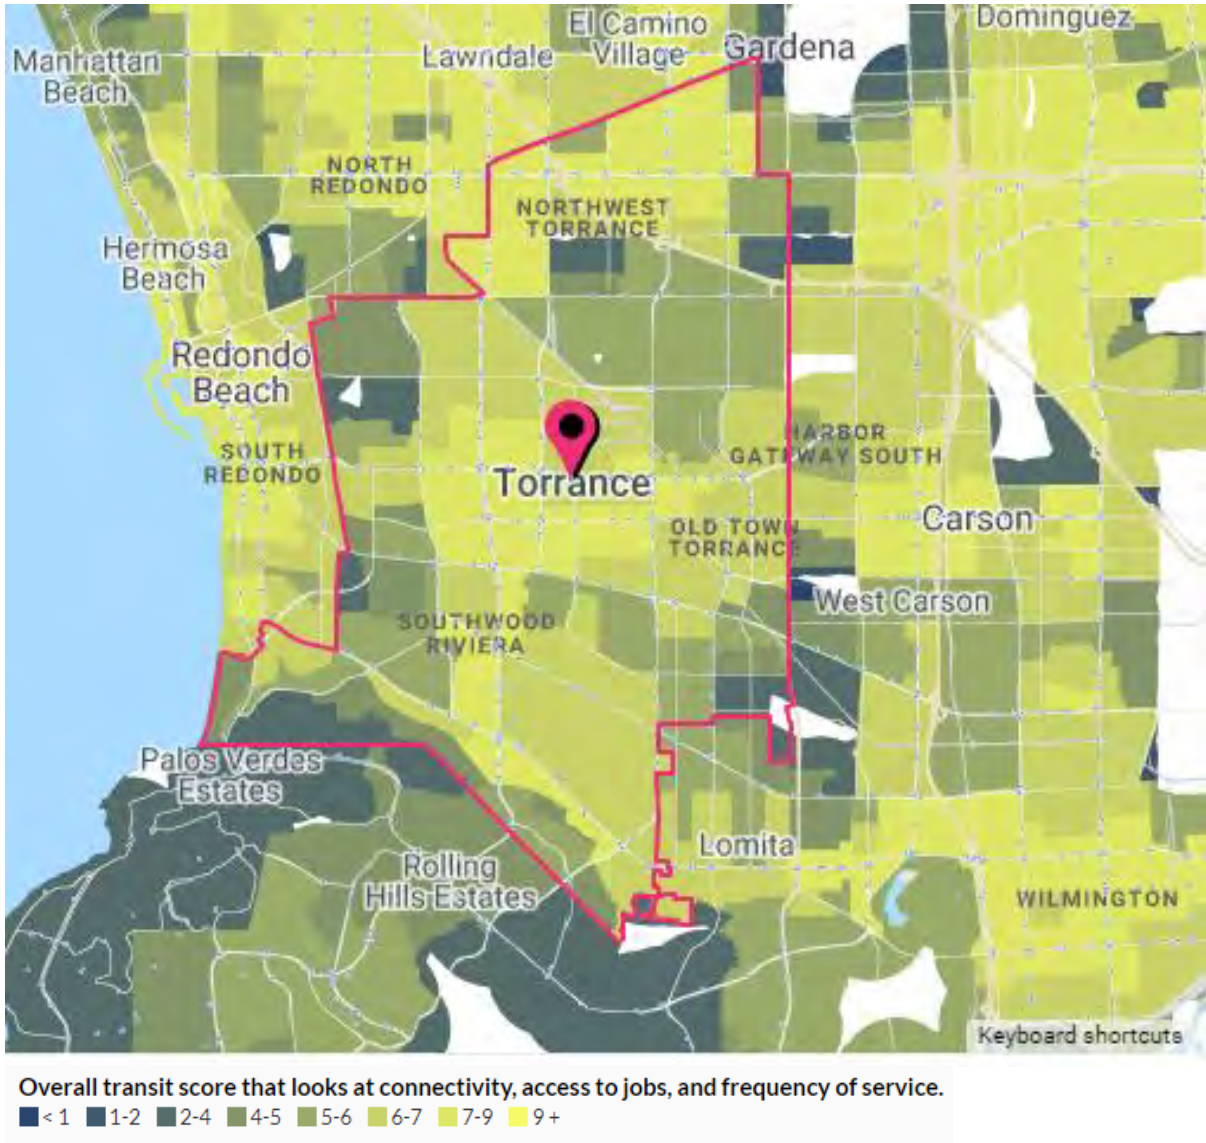 El Camino
Village
Dominguez
Manhattan
Beach
Lawndale
Gardena
NORTH
REDONDO
NORTHWEST
TORRANCE
Hermosa
Beach
Redondo
Beach
HARBOR
GATEWAY SOUTH
SOUTH
REDONDO
Torrance
Carson
OLD TOWN
TORRANCE
West Carson
SOUTHWOOD
RIVIERA
Palos Verdes
Estates
Lomita
Rolling
Hills Estates
WILMINGTON
Keyboard shortcuts
Overall transit score that looks at connectivity, access to jobs, and frequency of service.
< 1 1-2 2-4 4-5 5-6 6-7 7-9 9 +